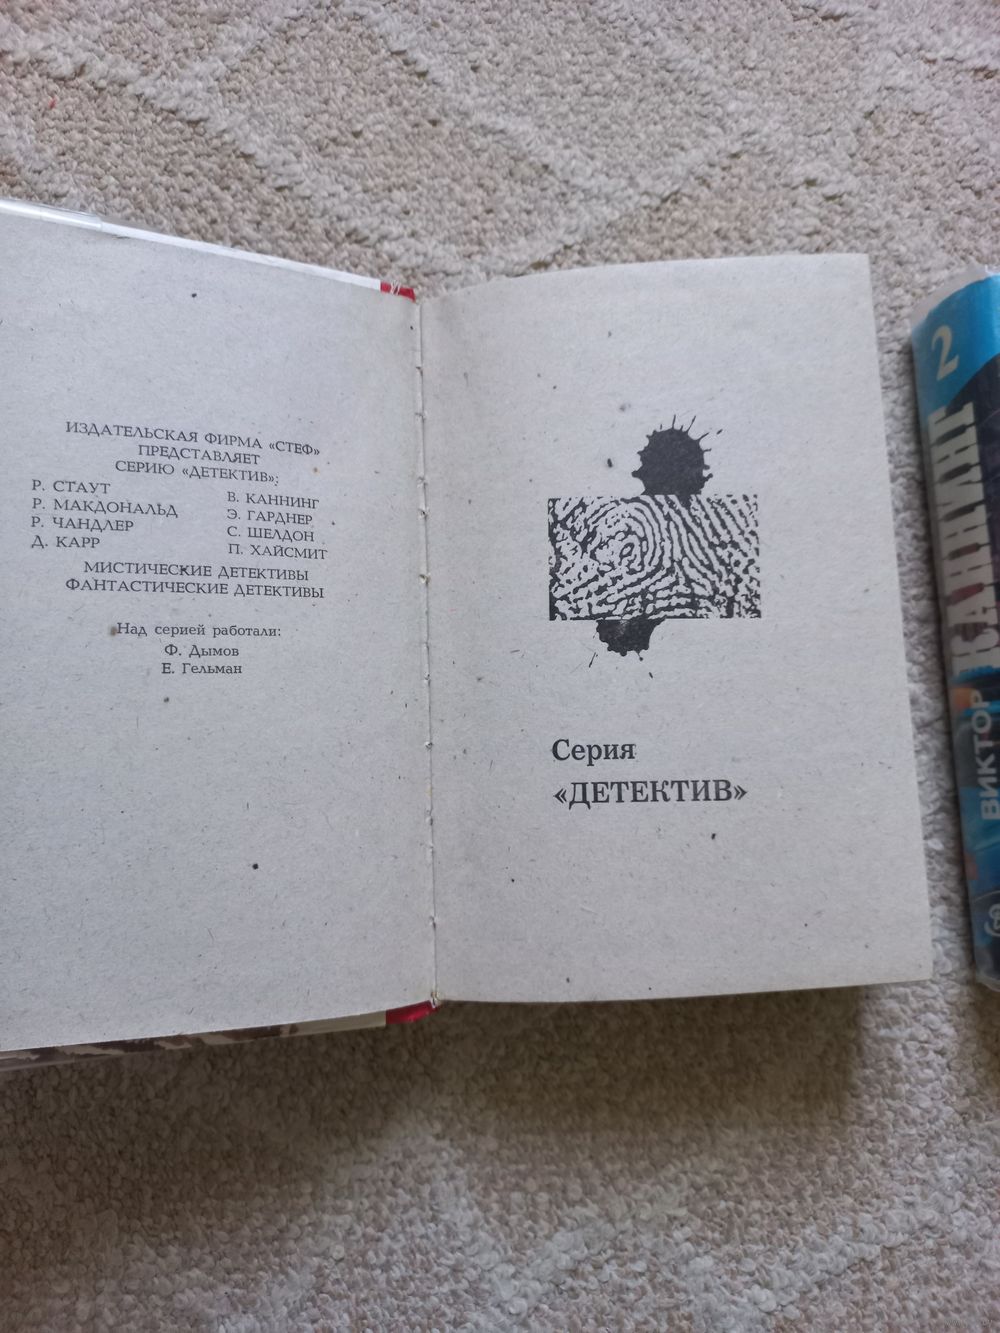 ИЗДАТЕЛЬСКАЯ ФИРМА «СТЕФ»
ПРЕДСТАВЛЯЕТ
СЕРИЮ «ДЕТЕКТИВ»:
Р. СТАУТ
Р. МАКДОНАЛЬД
Р. ЧАНДЛЕР
Д. КАРР
В. КАННИНГ
Э. ГАРДНЕР
С. ШЕЛДОН
П. ХАЙСМИТ
МИСТИЧЕСКИЕ ДЕТЕКТИВЫ
ФАНТАСТИЧЕСКИЕ ДЕТЕКТИВЫ
Над серией работали:
Ф. Дымов
Е. Гельман
Серия
«ДЕТЕКТИВ»
2
ВИКТОР КАННИНГ